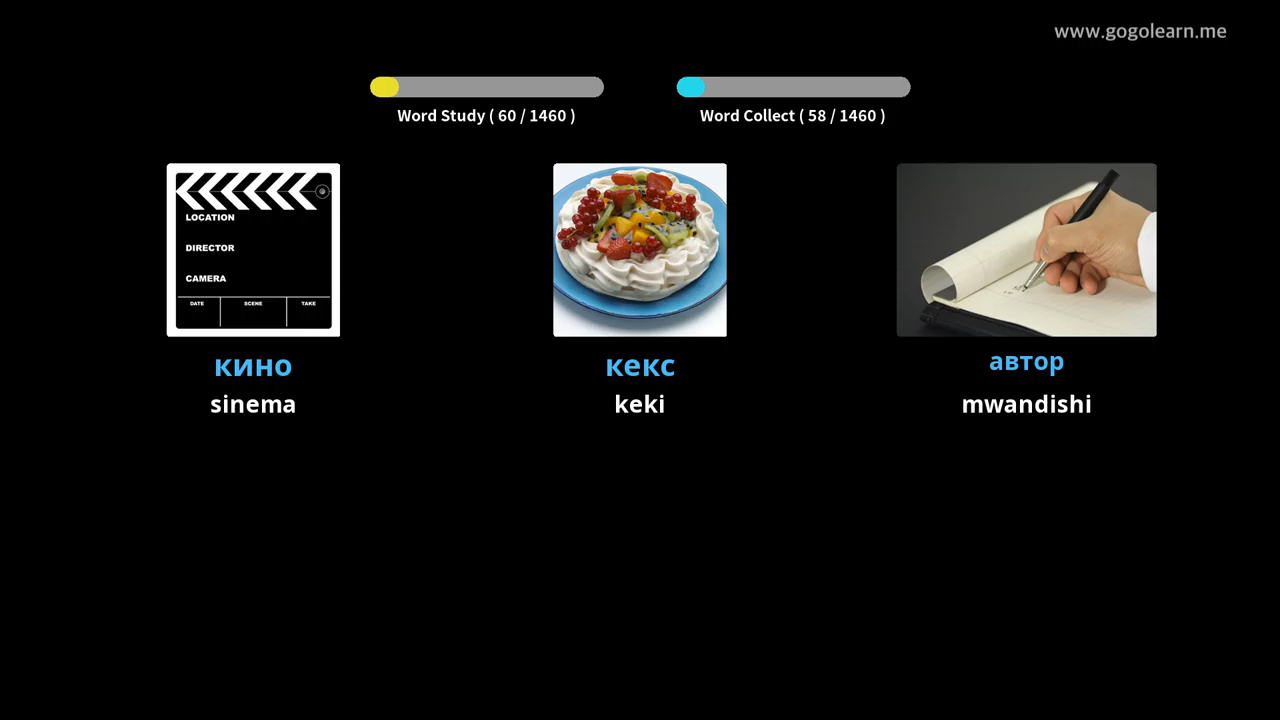 www.gogolearn.me
Word Study ( 60 / 1460 )
Word Collect ( 58 / 1460 )
LOCATION
DIRECTOR
CAMERA
DATE SCENE TAKE
кино
кекс
автор
sinema
keki
mwandishi